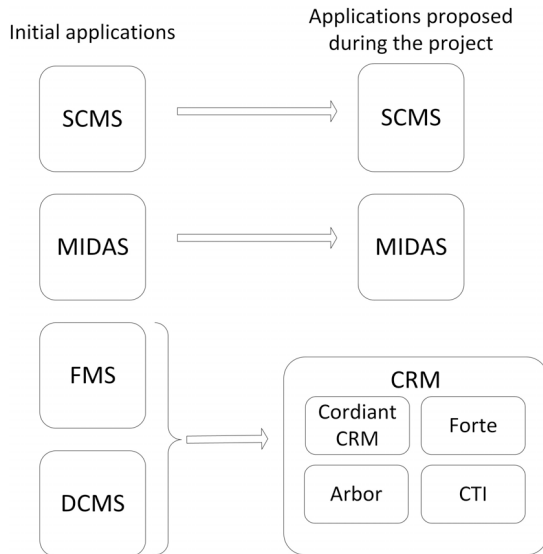 Initial applications
Applications proposed
during the project
SCMS
SCMS
MIDAS
MIDAS
FMS
DCMS
CRM
Cordiant
CRM
Forte
Arbor
CTI